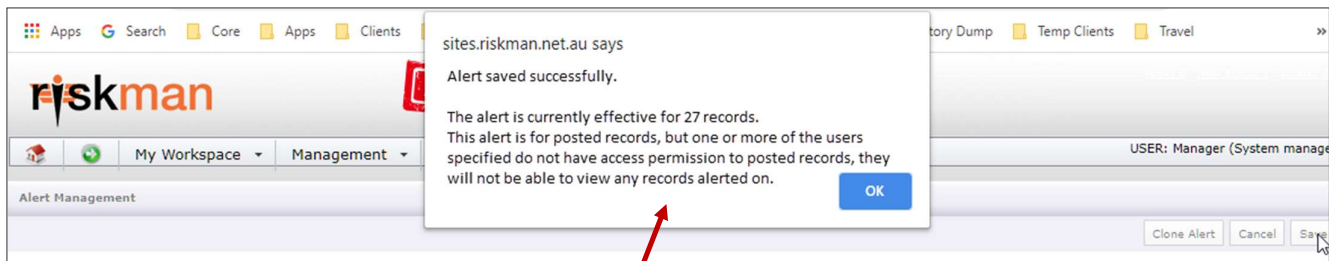 Apps Search Core Apps Clients
tory Dump Temp Clients Travel »
sites.riskman.net.au says
Alert saved successfully.
The alert is currently effective for 27 records.
This alert is for posted records, but one or more of the users
specified do not have access permission to posted records, they
will not be able to view any records alerted on.
OK
riskman
My Workspace Management
USER: Manager (System manage
Alert Management
Clone Alert Cancel Save